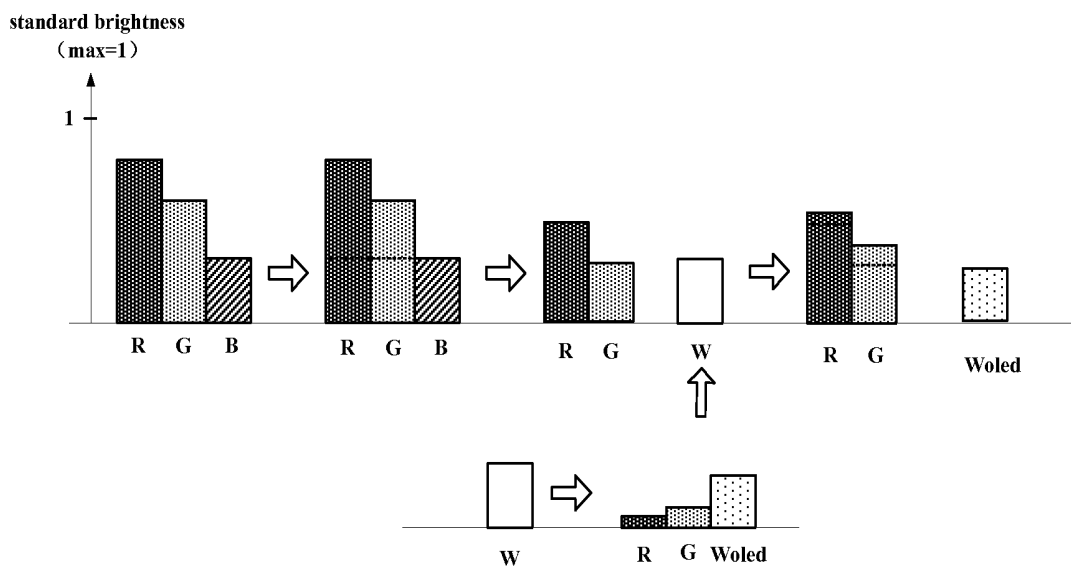 standard brightness
（max=1）
1
R G B
R G B
R G
W
R G
Woled
W
R G Woled